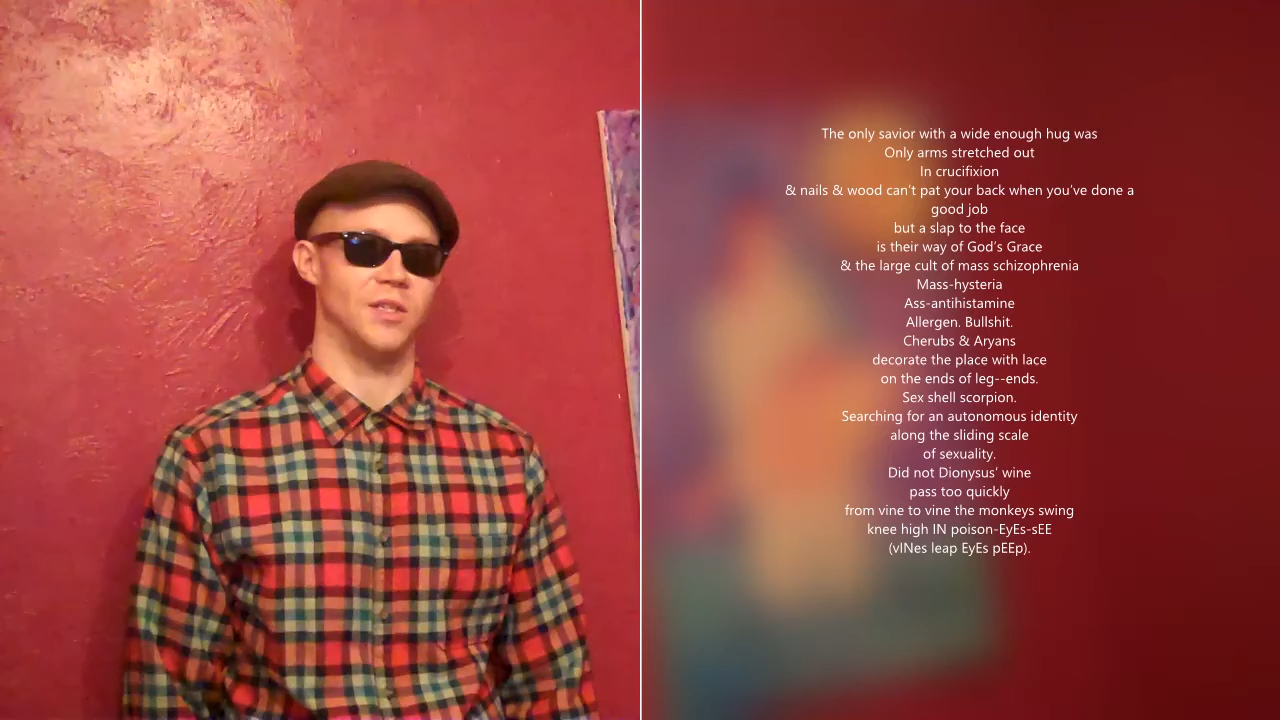 The only savior with a wide enough hug was
Only arms stretched out
In crucifixion
& nails & wood can't pat your back when you've done a
good job
but a slap to the face
is their way of God's Grace
& the large cult of mass schizophrenia
Mass-hysteria
Ass-antihistamine
Allergen. Bullshit.
Cherubs & Aryans
decorate the place with lace
on the ends of leg--ends.
Sex shell scorpion.
Searching for an autonomous identity
along the sliding scale
of sexuality.
Did not Dionysus' wine
pass too quickly
from vine to vine the monkeys swing
knee high IN poison-EyEs-sEE
(vINes leap EyEs pEEp).